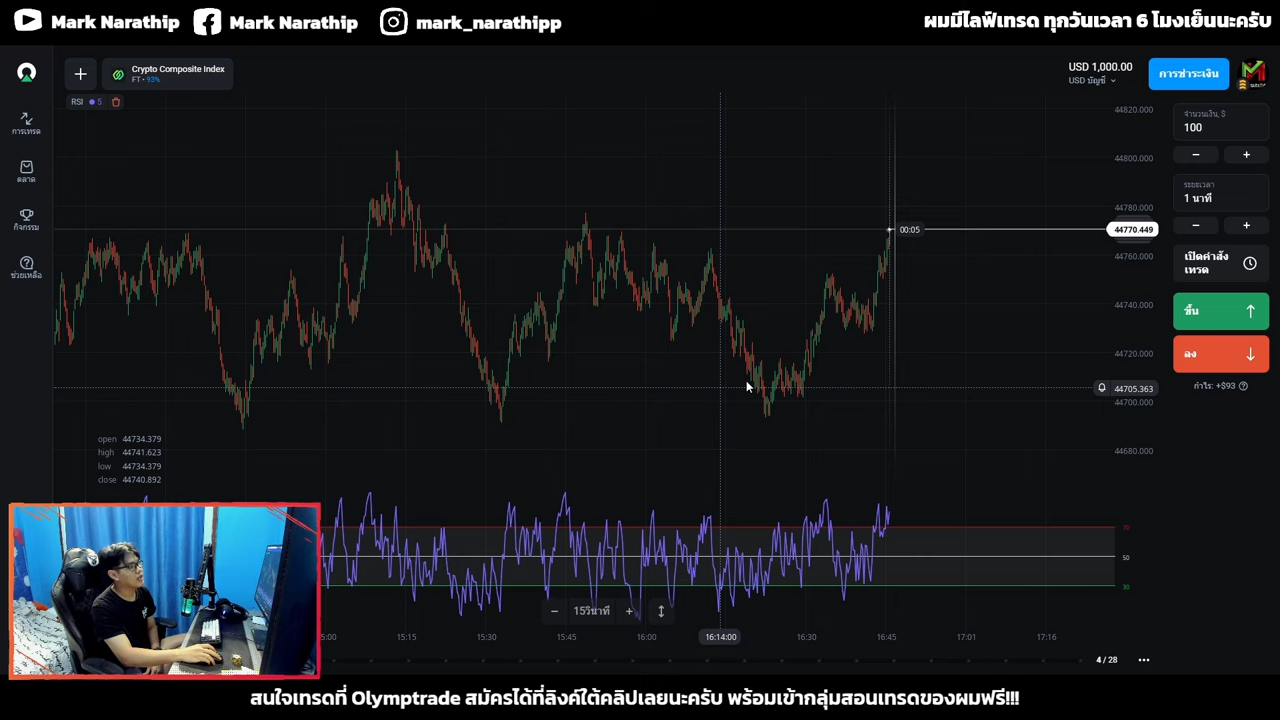 Mark Narathip
Mark Narathip
mark_narathipp
ผมมีไลฟ์เทรด ทุกวันเวลา 6 โมงเย็นนะครับ
Crypto Composite Index
FT • 93%
USD 1,000.00
USD บัญชี
การชำระเงิน
RSI 5
การเทรด
ตลาด
กิจกรรม
ช่วยเหลือ
44820.000
44800.000
44780.000
44770.449
00:05
44760.000
44740.000
44720.000
44705.363
44700.000
44680.000
จำนวนเงิน, $
100
ระยะเวลา
1 นาที
เปิดคำสั่ง
เทรด
ขึ้น
ลง
กำไร: +$93
open 44734.379
high 44741.623
low 44734.379
close 44740.892
70
50
30
15วินาที
5:00
15:15
15:30
15:45
16:00
16:14:00
16:30
16:45
17:01
17:16
4 / 28
สนใจเทรดที่ Olymptrade สมัครได้ที่ลิงค์ใต้คลิปเลยนะครับ พร้อมเข้ากลุ่มสอนเทรดของผมฟรี!!!